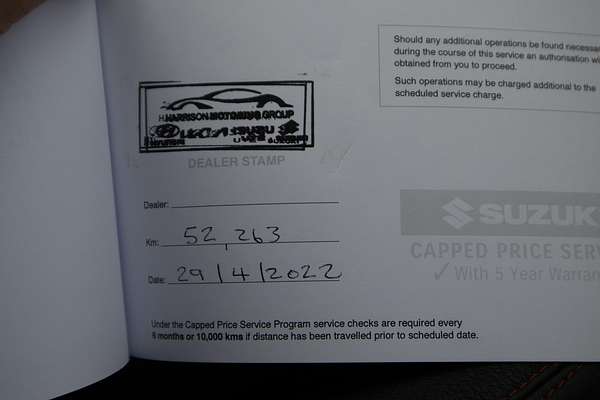 Should any additional operations be found necessar
during the course of this service an authorisation wi
obtained from you to proceed.
Such operations may be charged additional to the
scheduled service charge.
HARRISON MOTORING GROUP
ISUZU
DEALER STAMP
Dealer:
Km: 52,263
Date: 29/4/2022
SUZUK
CAPPED PRICE SERV
✓ With 5 Year Warran
Under the Capped Price Service Program service checks are required every
6 months or 10,000 kms if distance has been travelled prior to scheduled date.